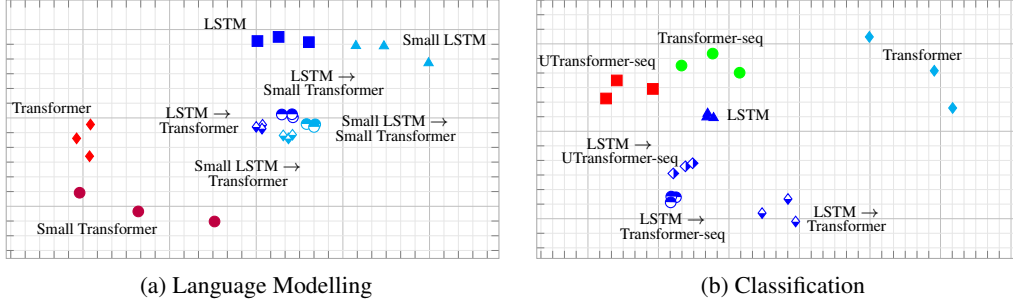 LSTM
Small LSTM
LSTM →
Small Transformer
Transformer
LSTM →
Transformer
Small LSTM →
Small Transformer
Small LSTM →
Transformer
Small Transformer
(a) Language Modelling
Transformer-seq
UTransformer-seq
Transformer
LSTM
LSTM →
UTransformer-seq
LSTM →
Transformer-seq
LSTM →
Transformer
(b) Classification